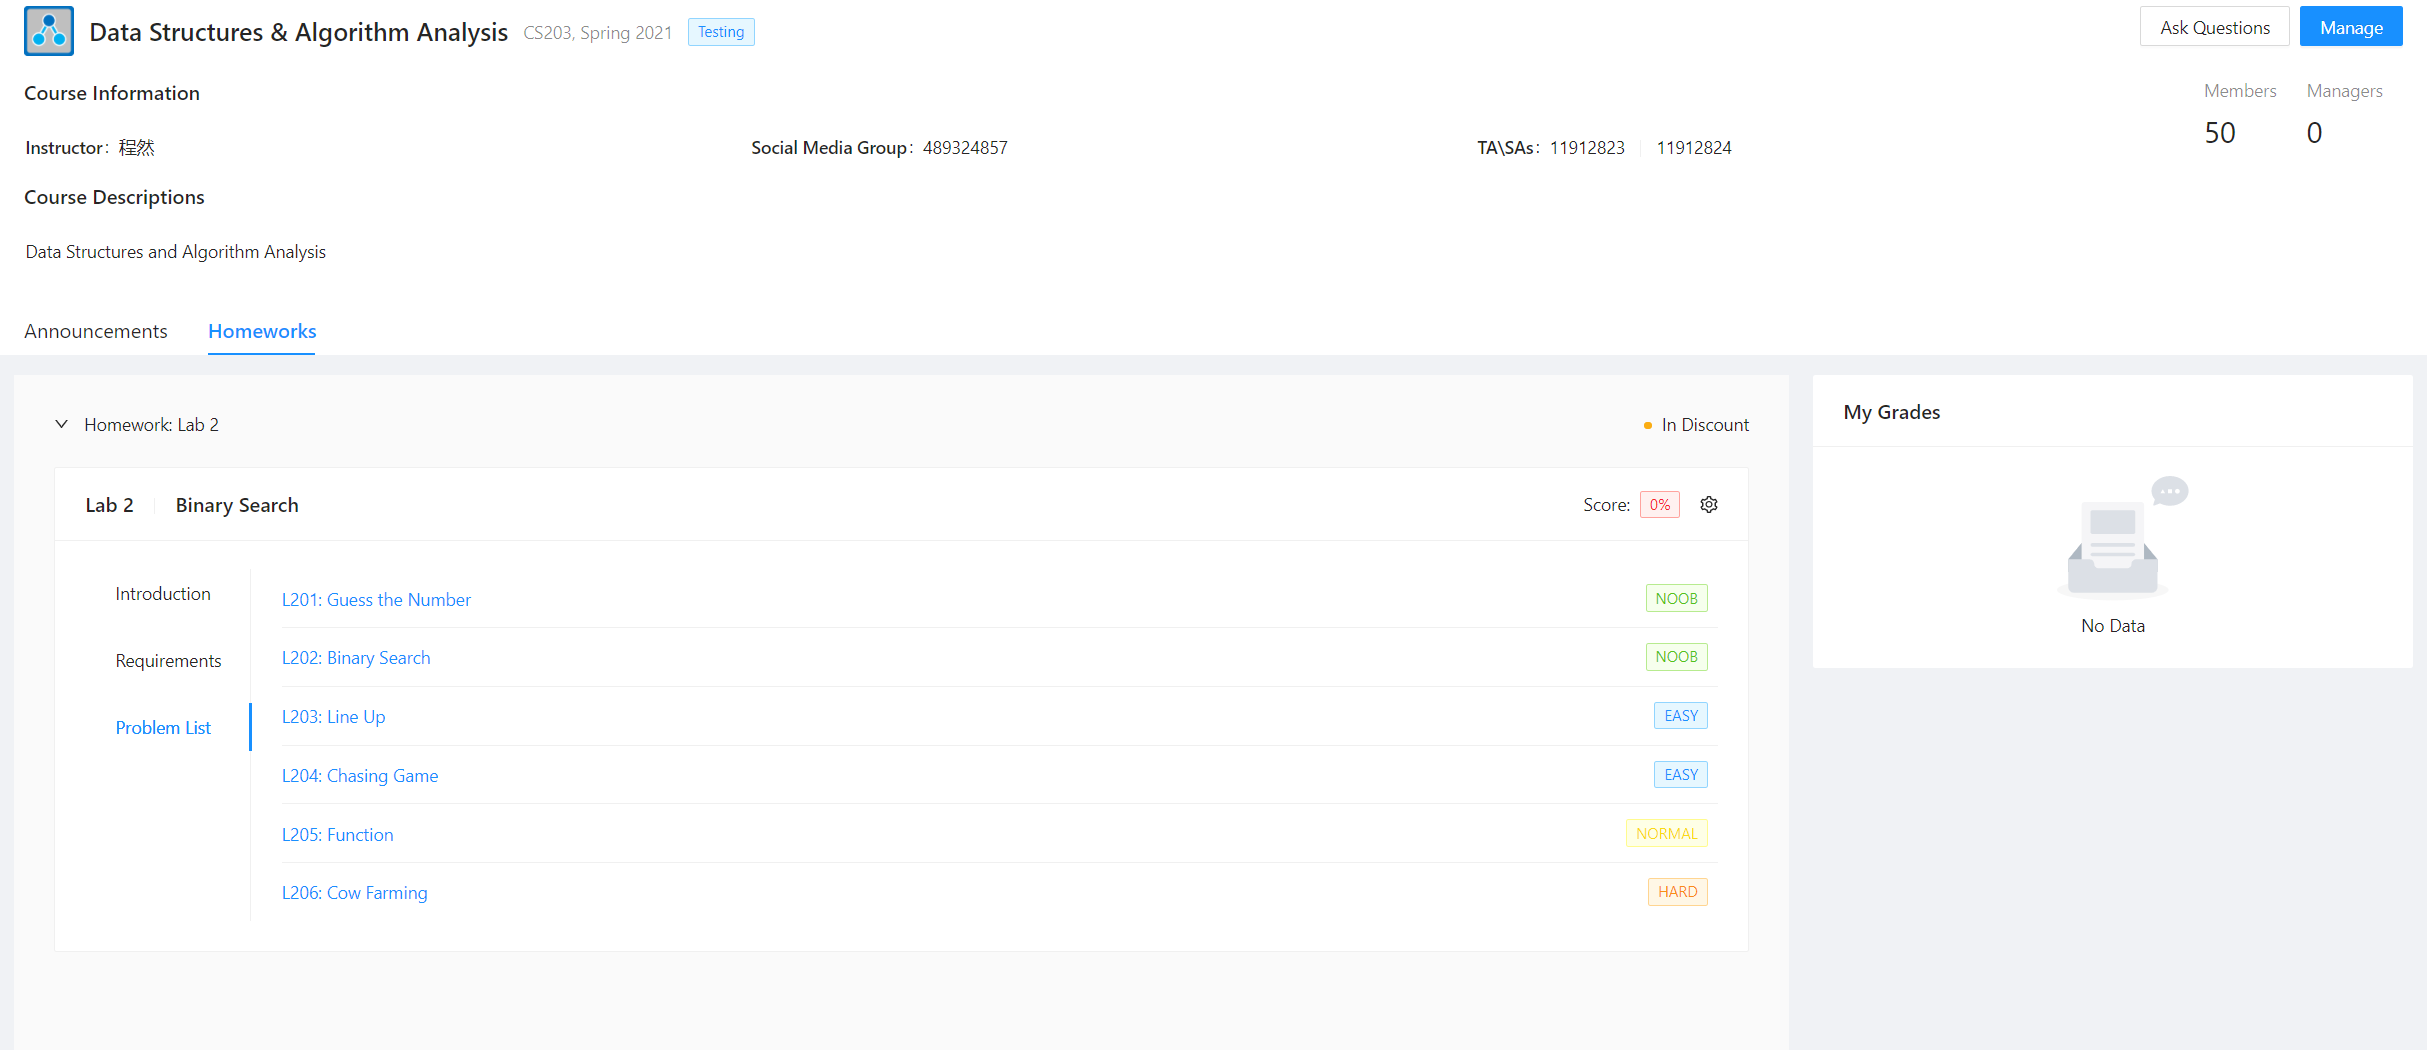 Data Structures & Algorithm Analysis CS203, Spring 2021 Testing Ask Questions Manage
Course Information
Members Managers
50 0
Instructor: 程然 Social Media Group: 489324857 TA\SAs: 11912823 11912824
Course Descriptions
Data Structures and Algorithm Analysis
Announcements Homeworks
Homework: Lab 2 In Discount
Lab 2 Binary Search Score: 0%
Introduction
Requirements
Problem List
L201: Guess the Number NOOB
L202: Binary Search NOOB
L203: Line Up EASY
L204: Chasing Game EASY
L205: Function NORMAL
L206: Cow Farming HARD
My Grades
No Data